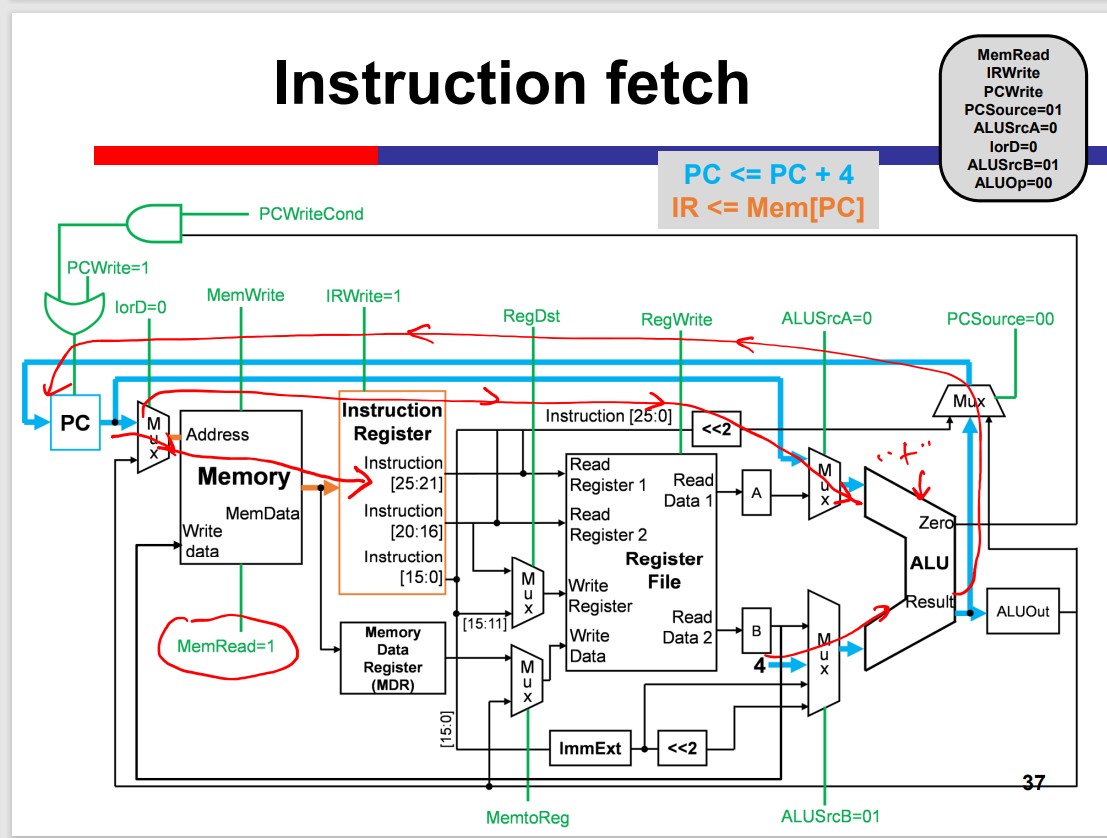 Instruction fetch
MemRead
IRWrite
PCWrite
PCSource=01
ALUSrcA=0
IorD=0
ALUSrcB=01
ALUOp=00
PC <= PC + 4
IR <= Mem[PC]
PCWriteCond
PCWrite=1
IorD=0
MemWrite
IRWrite=1
RegDst
RegWrite
ALUSrcA=0
PCSource=00
PC
Mux
Address
Memory
MemData
Write
data
MemRead=1
Instruction
Register
Instruction
[25:21]
Instruction
[20:16]
Instruction
[15:0]
Memory
Data
Register
(MDR)
Instruction [25:0]
<<2
[15:11]
Mux
Mux
[15:0]
Read
Register 1
Read
Register 2
Write
Register
Write
Data
Register
File
Read
Data 1
Read
Data 2
A
B
4
Mux
Mux
ImmExt
<<2
"+"
Zero
ALU
Result
Mux
ALUOut
MemtoReg
ALUSrcB=01
37